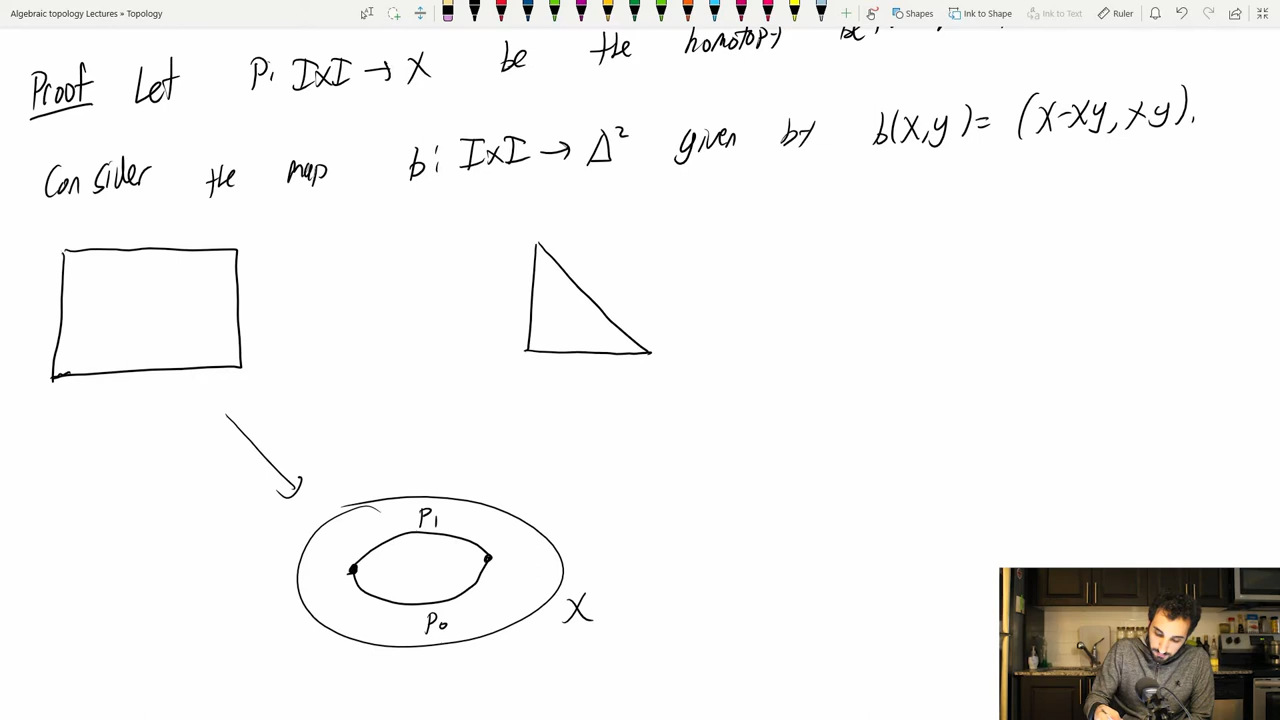 Algebraic topology Lectures » Topology
Shapes Ink to Shape Ink to Text Ruler
Proof Let P: I×I → X be the homotopy
Consider the map b: I×I → Δ² given by b(x,y) = (x-xy, xy).
P₁
P₀
X